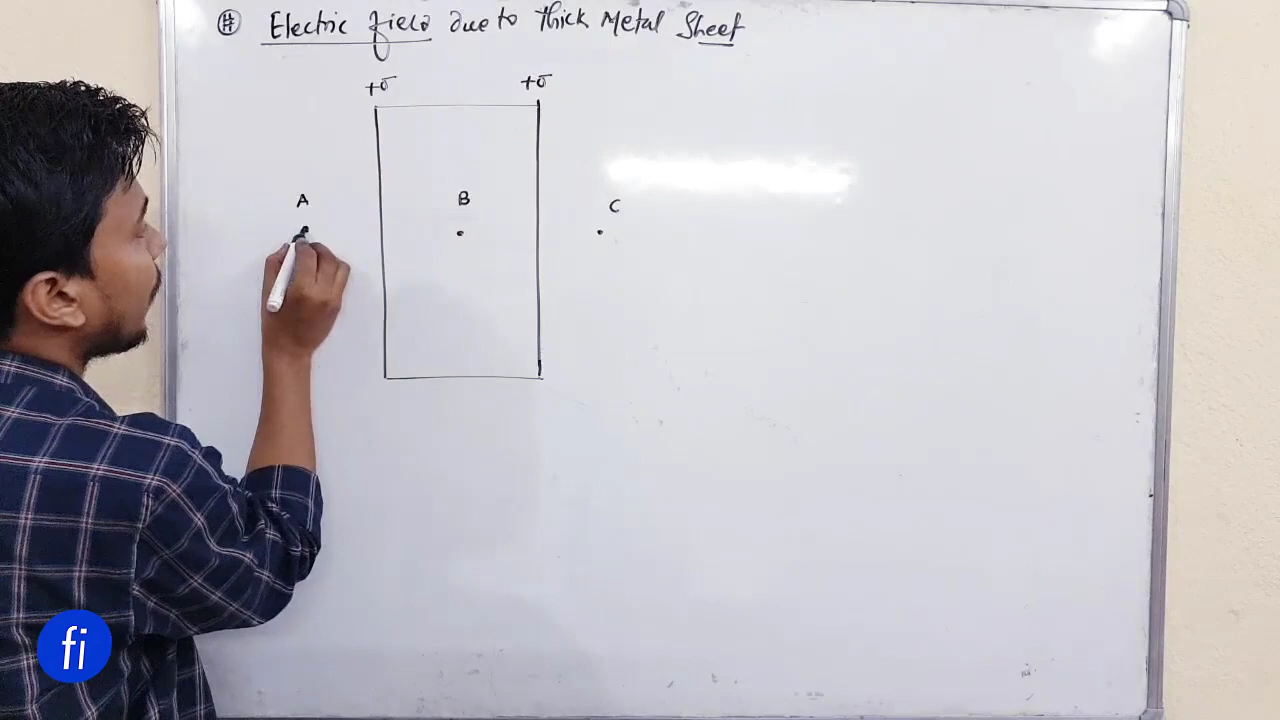 # Electric field due to thick Metal Sheet
+σ +σ
A B C
fi